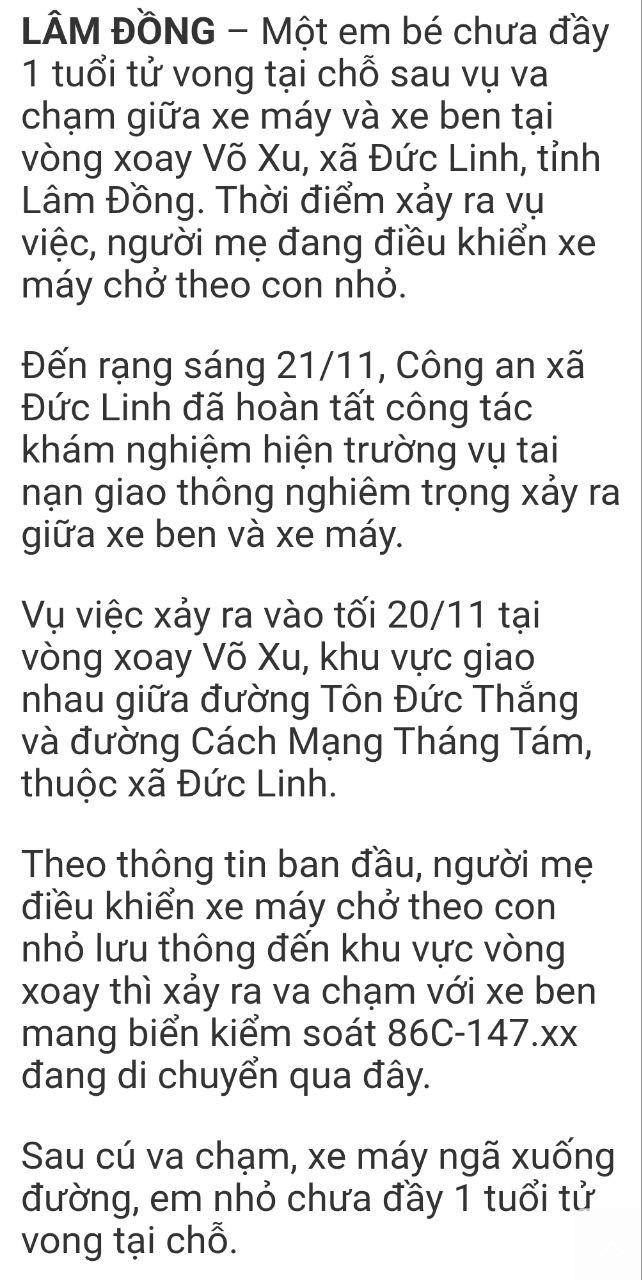 LÂM ĐỒNG – Một em bé chưa đầy
1 tuổi tử vong tại chỗ sau vụ va
chạm giữa xe máy và xe ben tại
vòng xoay Võ Xu, xã Đức Linh, tỉnh
Lâm Đồng. Thời điểm xảy ra vụ
việc, người mẹ đang điều khiển xe
máy chở theo con nhỏ.
Đến rạng sáng 21/11, Công an xã
Đức Linh đã hoàn tất công tác
khám nghiệm hiện trường vụ tai
nạn giao thông nghiêm trọng xảy ra
giữa xe ben và xe máy.
Vụ việc xảy ra vào tối 20/11 tại
vòng xoay Võ Xu, khu vực giao
nhau giữa đường Tôn Đức Thắng
và đường Cách Mạng Tháng Tám,
thuộc xã Đức Linh.
Theo thông tin ban đầu, người mẹ
điều khiển xe máy chở theo con
nhỏ lưu thông đến khu vực vòng
xoay thì xảy ra va chạm với xe ben
mang biển kiểm soát 86C-147.xx
đang di chuyển qua đây.
Sau cú va chạm, xe máy ngã xuống
đường, em nhỏ chưa đầy 1 tuổi tử
vong tại chỗ.